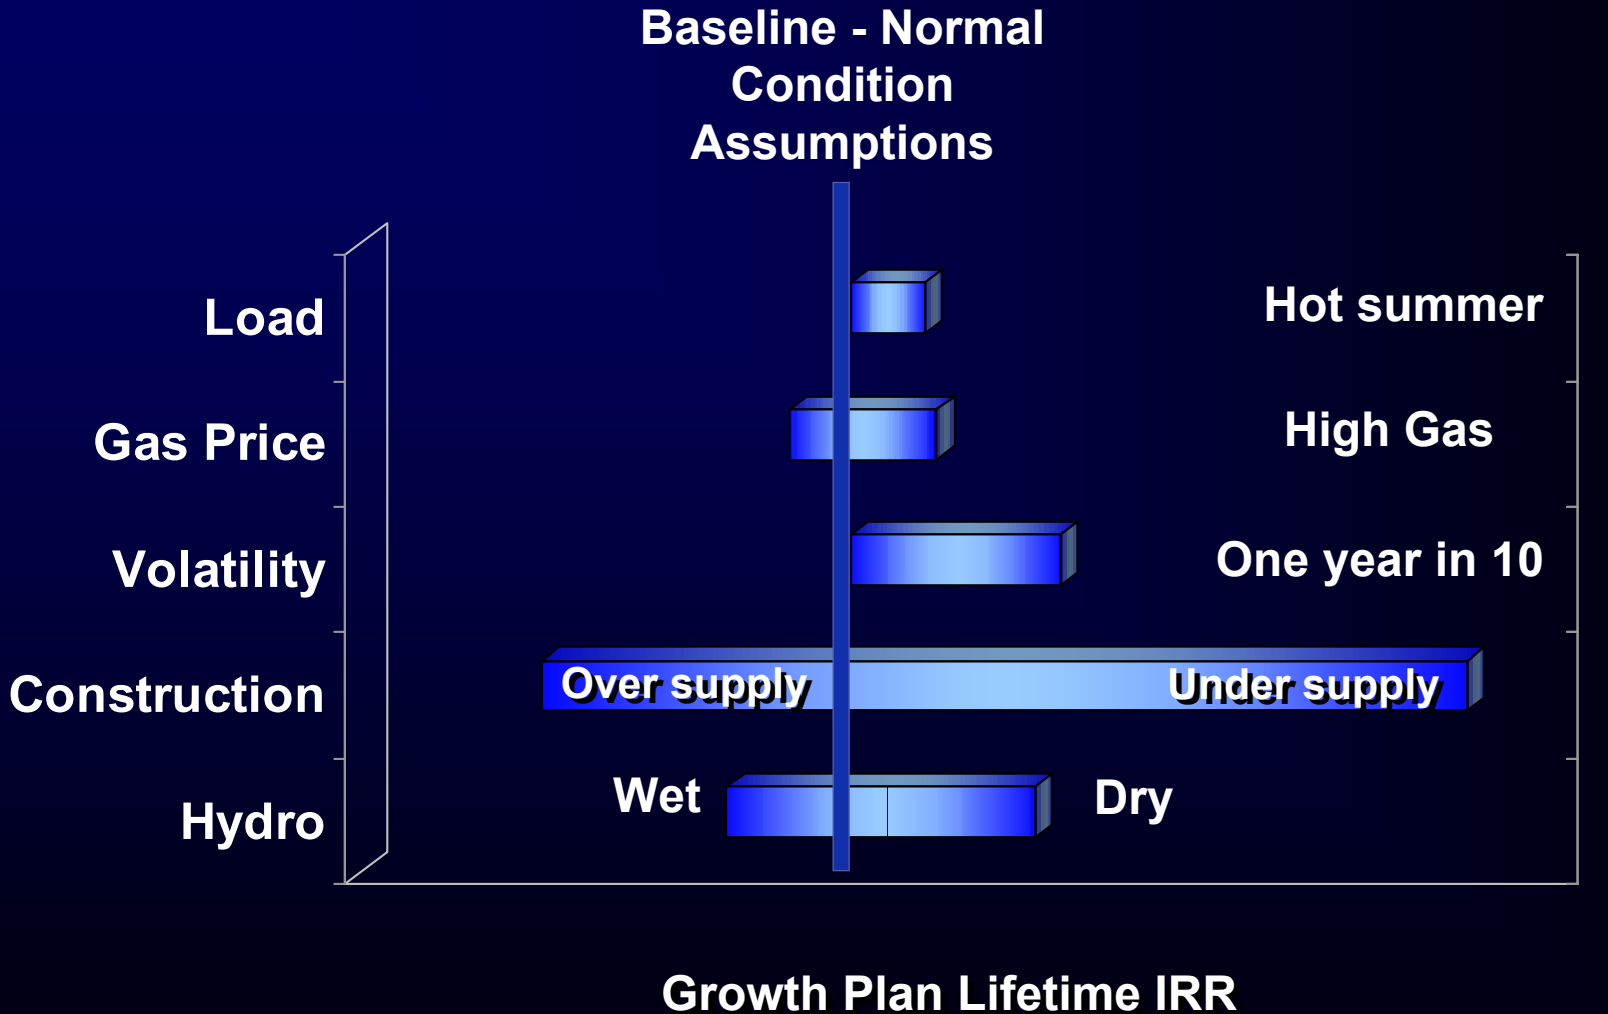 Baseline - Normal
Condition
Assumptions
Load
Hot summer
Gas Price
High Gas
Volatility
One year in 10
Construction
Over supply
Under supply
Hydro
Wet
Dry
Growth Plan Lifetime IRR